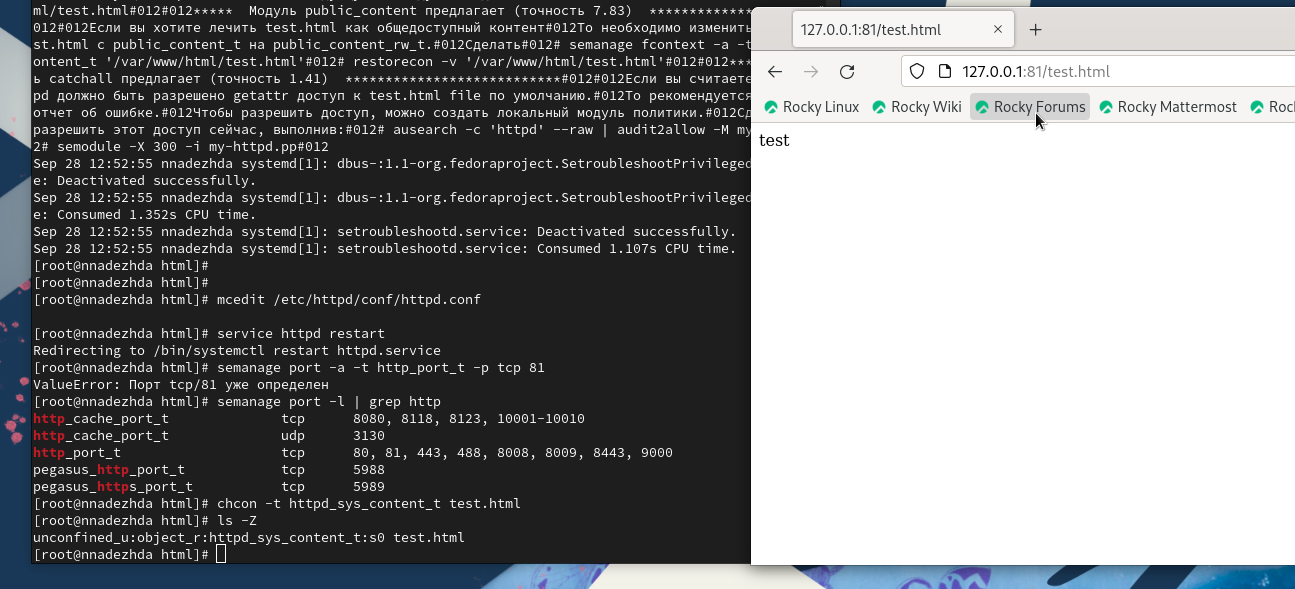 ml/test.html#012#012*****  Модуль public_content предлагает (точность 7.83)  **************
012#012Если вы хотите лечить test.html как общедоступный контент#012То необходимо изменить
st.html с public_content_t на public_content_rw_t.#012Сделать#012# semanage fcontext -a -t
ontent_t '/var/www/html/test.html'#012# restorecon -v '/var/www/html/test.html'#012#012***
ь catchall предлагает (точность 1.41)  ***************************#012#012Если вы считаете
pd должно быть разрешено getattr доступ к test.html file по умолчанию.#012То рекомендуется
отчет об ошибке.#012Чтобы разрешить доступ, можно создать локальный модуль политики.#012Сд
разрешить этот доступ сейчас, выполнив:#012# ausearch -c 'httpd' --raw | audit2allow -M my
2# semodule -X 300 -i my-httpd.pp#012
Sep 28 12:52:55 nnadezhda systemd[1]: dbus-:1.1-org.fedoraproject.SetroubleshootPrivileged
e: Deactivated successfully.
Sep 28 12:52:55 nnadezhda systemd[1]: dbus-:1.1-org.fedoraproject.SetroubleshootPrivileged
e: Consumed 1.352s CPU time.
Sep 28 12:52:55 nnadezhda systemd[1]: setroubleshootd.service: Deactivated successfully.
Sep 28 12:52:55 nnadezhda systemd[1]: setroubleshootd.service: Consumed 1.107s CPU time.
[root@nnadezhda html]#
[root@nnadezhda html]#
[root@nnadezhda html]# mcedit /etc/httpd/conf/httpd.conf
[root@nnadezhda html]# service httpd restart
Redirecting to /bin/systemctl restart httpd.service
[root@nnadezhda html]# semanage port -a -t http_port_t -p tcp 81
ValueError: Порт tcp/81 уже определен
[root@nnadezhda html]# semanage port -l | grep http
http_cache_port_t              tcp      8080, 8118, 8123, 10001-10010
http_cache_port_t              udp      3130
http_port_t                    tcp      80, 81, 443, 488, 8008, 8009, 8443, 9000
pegasus_http_port_t            tcp      5988
pegasus_https_port_t           tcp      5989
[root@nnadezhda html]# chcon -t httpd_sys_content_t test.html
[root@nnadezhda html]# ls -Z
unconfined_u:object_r:httpd_sys_content_t:s0 test.html
[root@nnadezhda html]#
127.0.0.1:81/test.html
127.0.0.1:81/test.html
Rocky Linux Rocky Wiki Rocky Forums Rocky Mattermost Roc
test